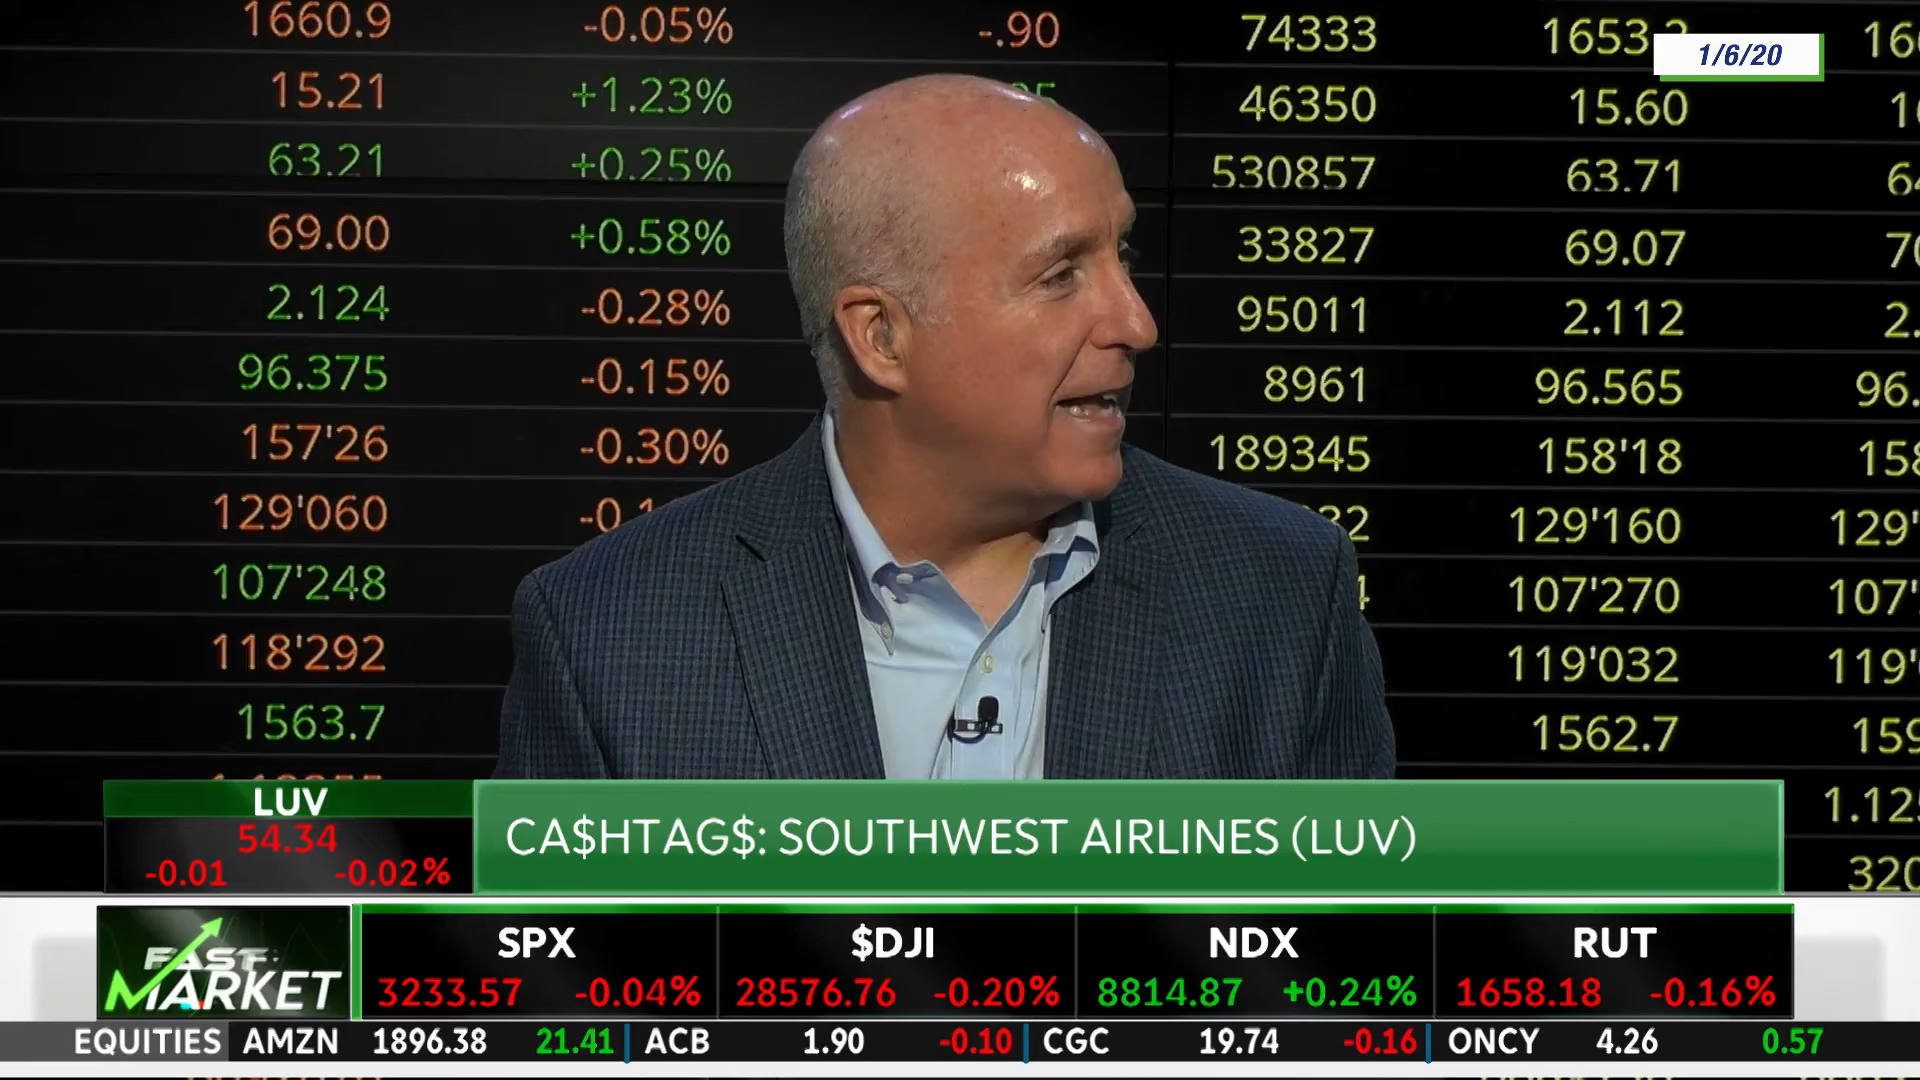 1660.9 -0.05% -.90 74333
1/6/20
15.21 +1.23% 46350 15.60
63.21 +0.25% 530857 63.71
69.00 +0.58% 33827 69.07
2.124 -0.28% 95011 2.112
96.375 -0.15% 8961 96.565
157'26 -0.30% 189345 158'18
129'060 129'160
107'248 107'270
118'292 119'032
1563.7 1562.7
LUV
54.34
-0.01 -0.02%
CA$HTAG$: SOUTHWEST AIRLINES (LUV)
FAST MARKET
SPX
3233.57 -0.04%
$DJI
28576.76 -0.20%
NDX
8814.87 +0.24%
RUT
1658.18 -0.16%
EQUITIES AMZN 1896.38 21.41 ACB 1.90 -0.10 CGC 19.74 -0.16 ONCY 4.26 0.57